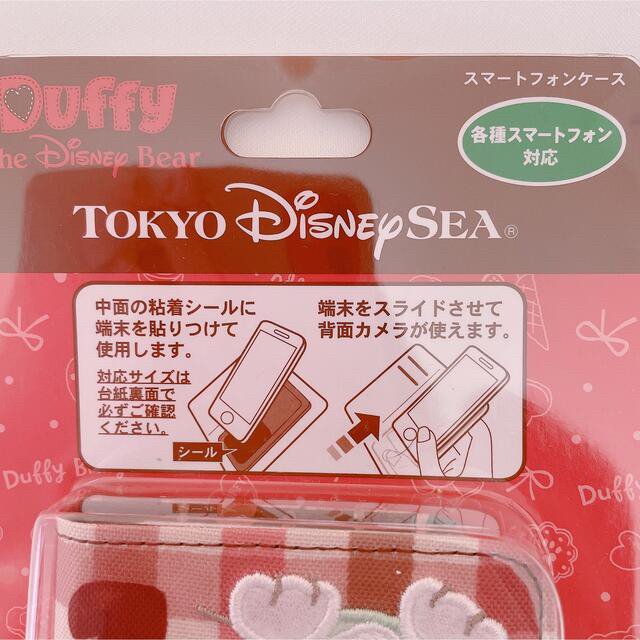 Duffy
the Disney Bear
スマートフォンケース
各種スマートフォン
対応
TOKYO DISNEY SEA®
中面の粘着シールに
端末を貼りつけて
使用します。
対応サイズは
台紙裏面で
必ずご確認
ください。
シール
端末をスライドさせて
背面カメラが使えます。
Duffy Be
Duffy